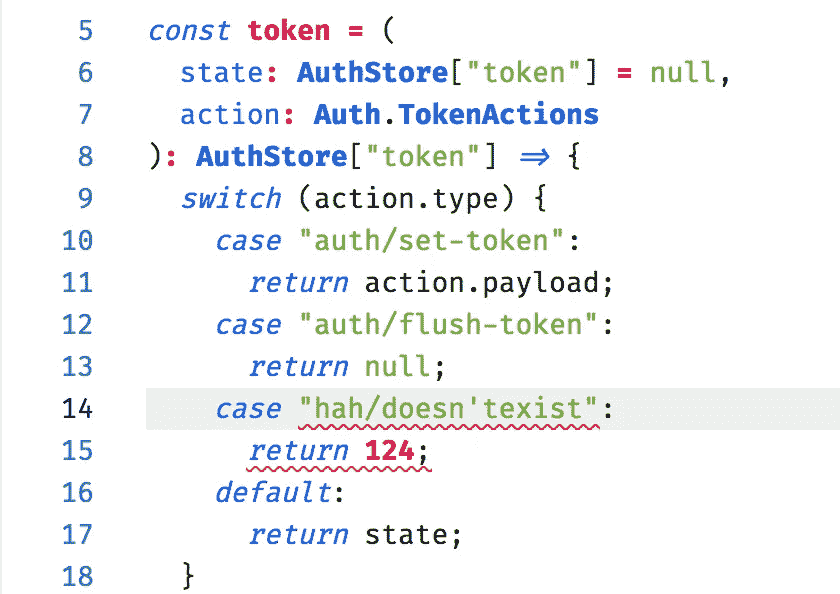 5 const token = (
6 state: AuthStore["token"] = null,
7 action: Auth.TokenActions
8 ): AuthStore["token"] => {
9 switch (action.type) {
10 case "auth/set-token":
11 return action.payload;
12 case "auth/flush-token":
13 return null;
14 case "hah/doesn'texist":
15 return 124;
16 default:
17 return state;
18 }